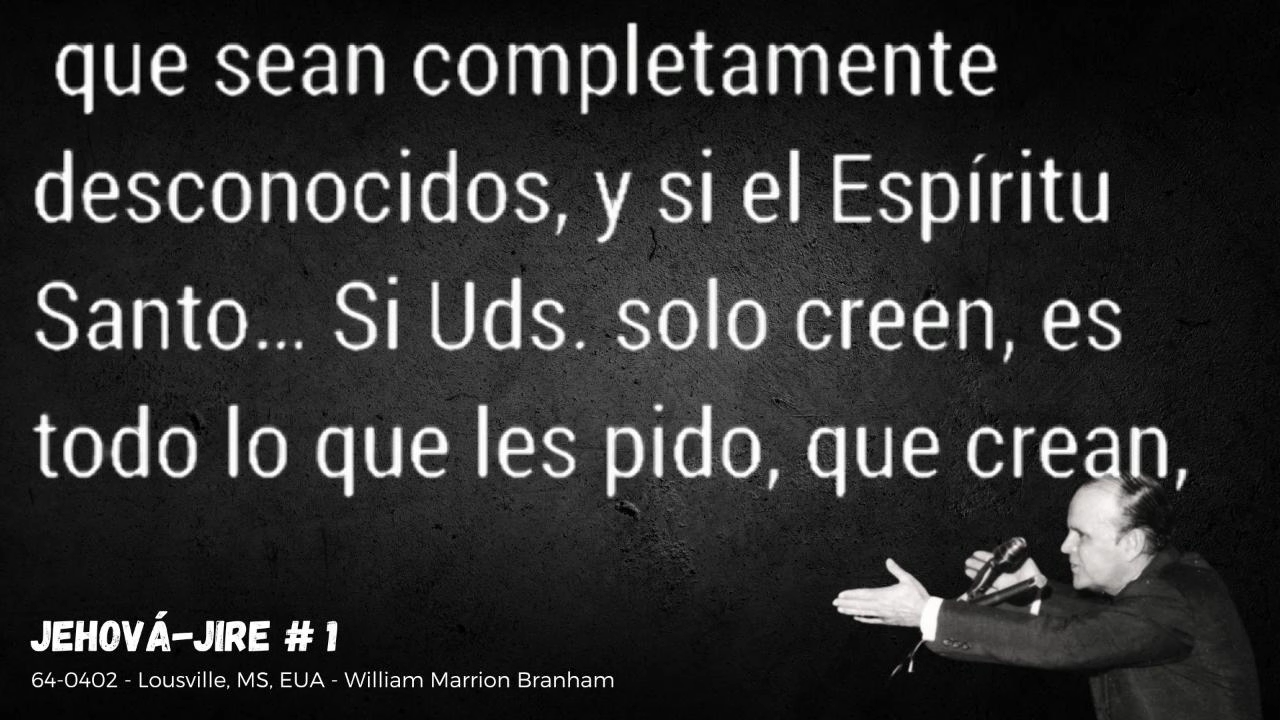 que sean completamente
desconocidos, y si el Espíritu
Santo... Si Uds. solo creen, es
todo lo que les pido, que crean,
JEHOVÁ-JIRE # 1
64-0402 - Lousville, MS, EUA - William Marrion Branham